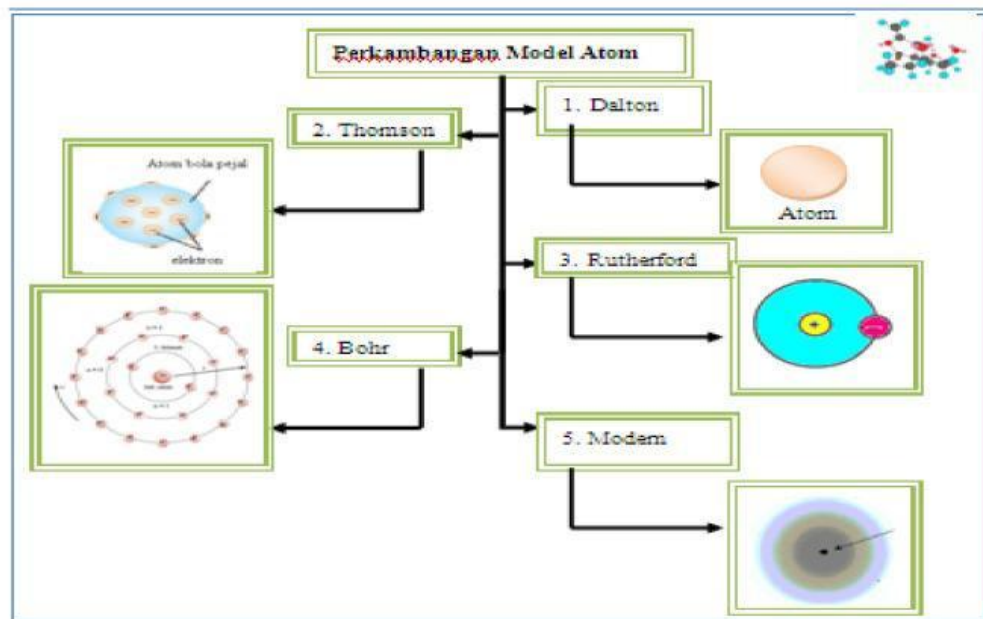 Perkambangan Model Atom
1. Dalton
Atom
2. Thomson
Atom bola pejal
elektron
3. Rutherford
+
4. Bohr
5. Modern